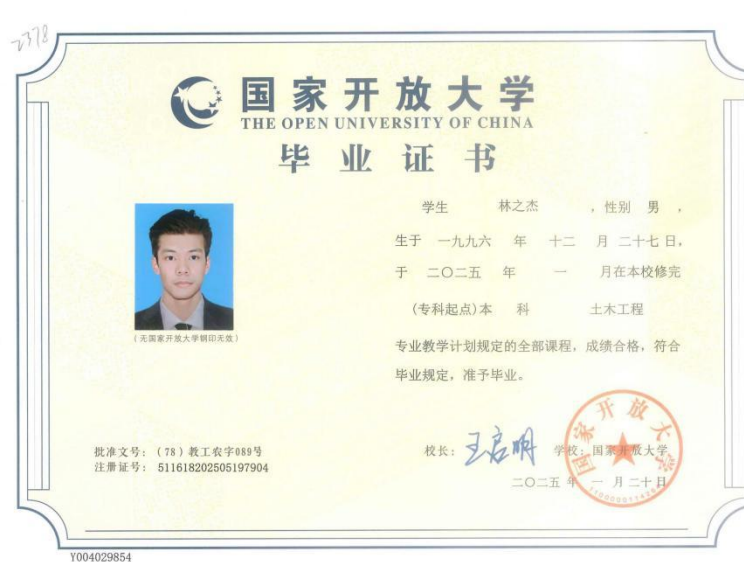 2378
国家开放大学
THE OPEN UNIVERSITY OF CHINA
毕业证书
学生 林之杰 ，性别 男 ，
生于 一九九六 年 十二 月 二十七 日，
于 二〇二五 年 一 月在本校修完
(专科起点)本 科 土木工程
专业教学计划规定的全部课程，成绩合格，符合
毕业规定，准予毕业。
(无国家开放大学钢印无效)
批准文号：(78)教工农字089号
注册证号：511618202505197904
校长：王启明 学校：国家开放大学
二〇二五 年 一 月二十日
国家开放大学
Y004029854